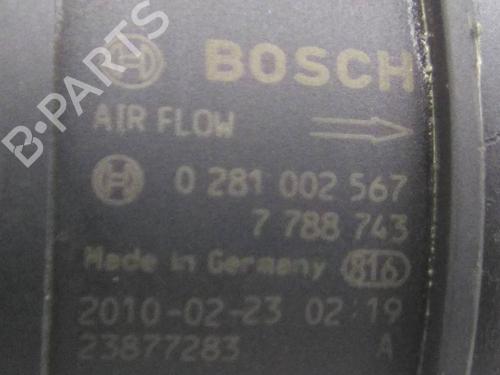 BOSCH
AIR FLOW
0 281 002 567
7 788 743
Made in Germany 816
2010-02-23 02:19
23877283 A
B-PARTS